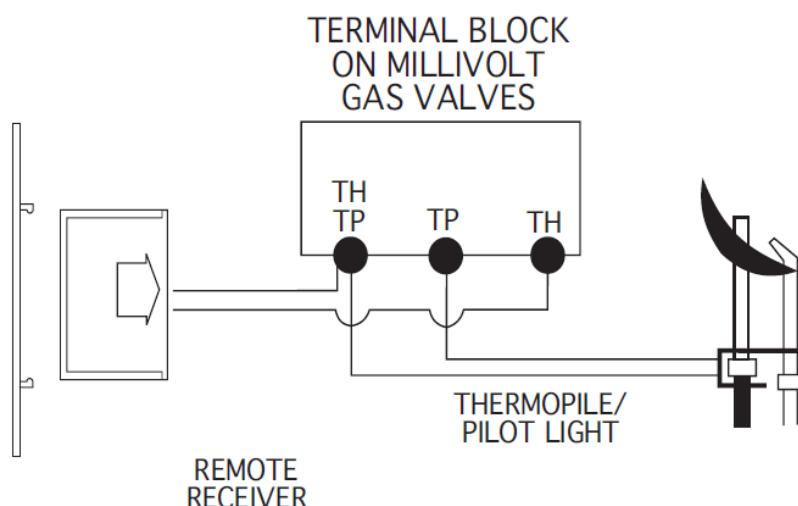 TERMINAL BLOCK
ON MILLIVOLT
GAS VALVES
TH
TP
TP
TH
THERMOPILE/
PILOT LIGHT
REMOTE
RECEIVER